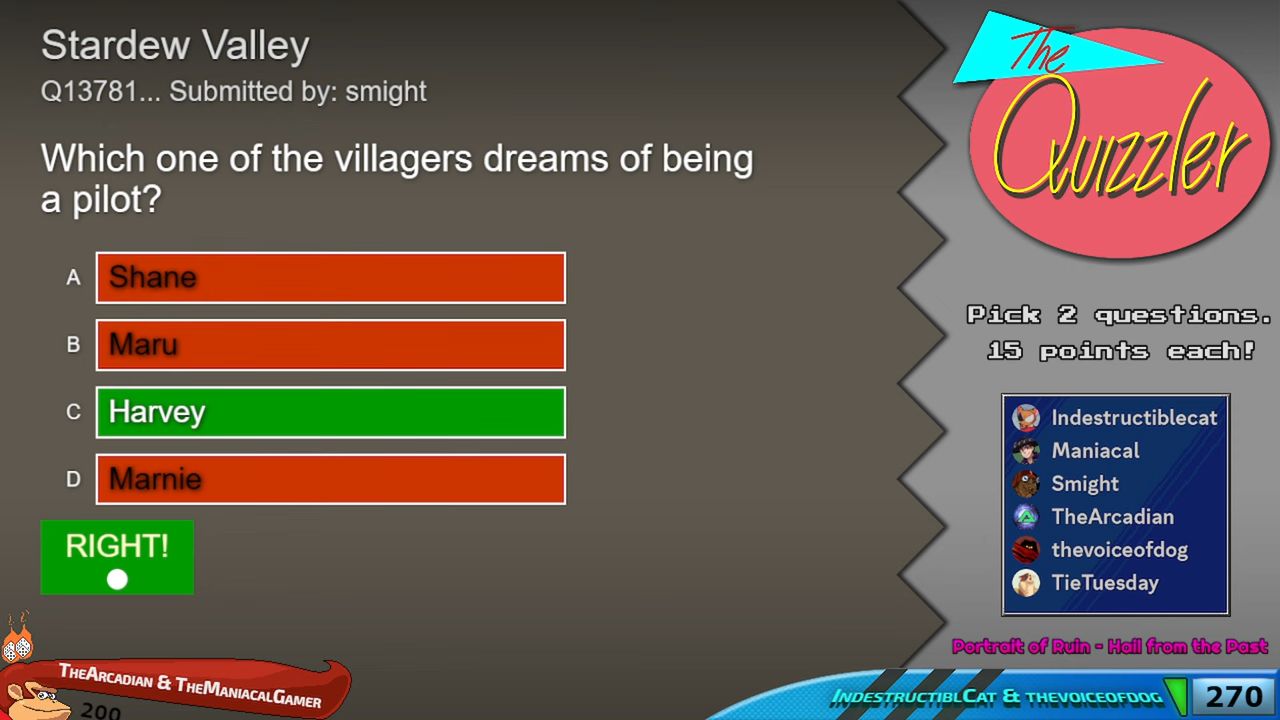 Stardew Valley
Q13781... Submitted by: smight
Which one of the villagers dreams of being
a pilot?
A Shane
B Maru
C Harvey
D Marnie
RIGHT!
The
Quizzler
Pick 2 questions.
15 points each!
Indestructiblecat
Maniacal
Smight
TheArcadian
thevoiceofdog
TieTuesday
Portrait of Ruin - Hail from the Past
TheArcadian & TheManiacalGamer
200
IndestructiblCat & thevoiceofdog
270